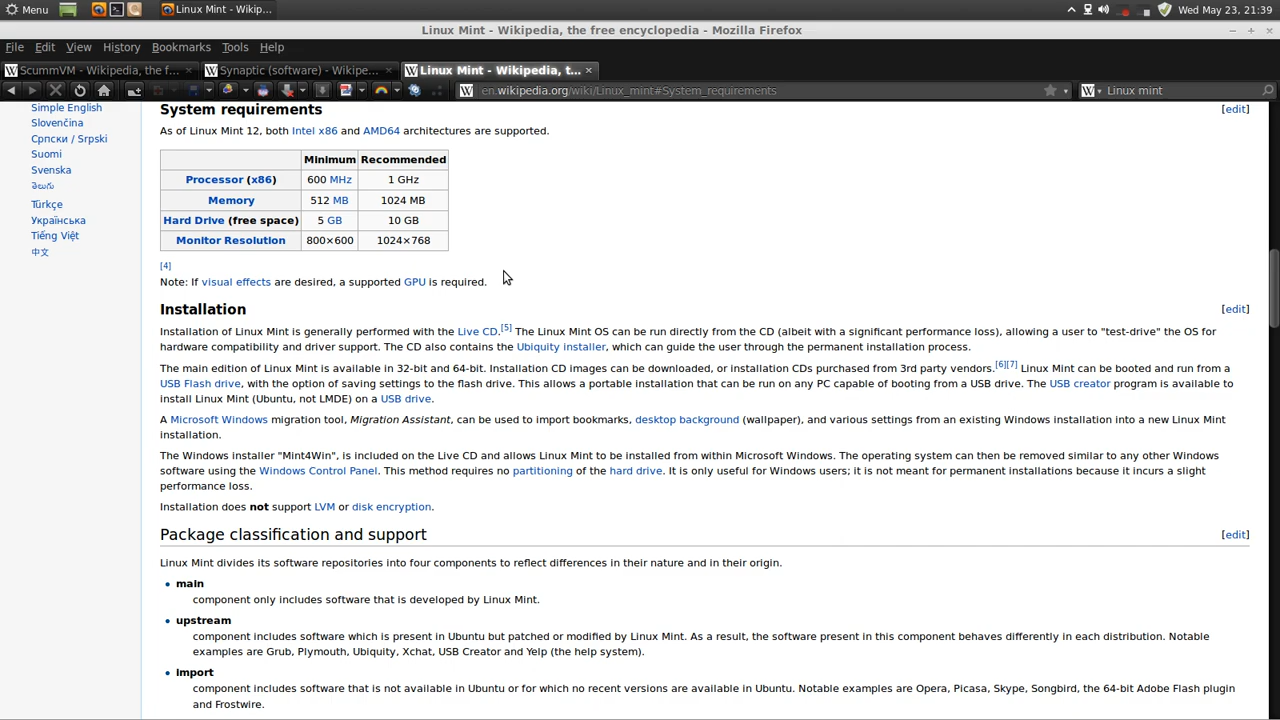 Menu
Linux Mint - Wikip...
Wed May 23, 21:39
Linux Mint - Wikipedia, the free encyclopedia - Mozilla Firefox
File Edit View History Bookmarks Tools Help
ScummVM - Wikipedia, the f...
Synaptic (software) - Wikipe...
Linux Mint - Wikipedia, t...
en.wikipedia.org/wiki/Linux_mint#System_requirements
Linux mint
Simple English
Slovenčina
Српски / Srpski
Suomi
Svenska
తెలుగు
Türkçe
Українська
Tiếng Việt
中文
System requirements [edit]
As of Linux Mint 12, both Intel x86 and AMD64 architectures are supported.
Minimum Recommended
Processor (x86) 600 MHz 1 GHz
Memory 512 MB 1024 MB
Hard Drive (free space) 5 GB 10 GB
Monitor Resolution 800×600 1024×768
[4]
Note: If visual effects are desired, a supported GPU is required.
Installation [edit]
Installation of Linux Mint is generally performed with the Live CD.[5] The Linux Mint OS can be run directly from the CD (albeit with a significant performance loss), allowing a user to "test-drive" the OS for
hardware compatibility and driver support. The CD also contains the Ubiquity installer, which can guide the user through the permanent installation process.
The main edition of Linux Mint is available in 32-bit and 64-bit. Installation CD images can be downloaded, or installation CDs purchased from 3rd party vendors.[6][7] Linux Mint can be booted and run from a
USB Flash drive, with the option of saving settings to the flash drive. This allows a portable installation that can be run on any PC capable of booting from a USB drive. The USB creator program is available to
install Linux Mint (Ubuntu, not LMDE) on a USB drive.
A Microsoft Windows migration tool, Migration Assistant, can be used to import bookmarks, desktop background (wallpaper), and various settings from an existing Windows installation into a new Linux Mint
installation.
The Windows installer "Mint4Win", is included on the Live CD and allows Linux Mint to be installed from within Microsoft Windows. The operating system can then be removed similar to any other Windows
software using the Windows Control Panel. This method requires no partitioning of the hard drive. It is only useful for Windows users; it is not meant for permanent installations because it incurs a slight
performance loss.
Installation does not support LVM or disk encryption.
Package classification and support [edit]
Linux Mint divides its software repositories into four components to reflect differences in their nature and in their origin.
• main
component only includes software that is developed by Linux Mint.
• upstream
component includes software which is present in Ubuntu but patched or modified by Linux Mint. As a result, the software present in this component behaves differently in each distribution. Notable
examples are Grub, Plymouth, Ubiquity, Xchat, USB Creator and Yelp (the help system).
• import
component includes software that is not available in Ubuntu or for which no recent versions are available in Ubuntu. Notable examples are Opera, Picasa, Skype, Songbird, the 64-bit Adobe Flash plugin
and Frostwire.